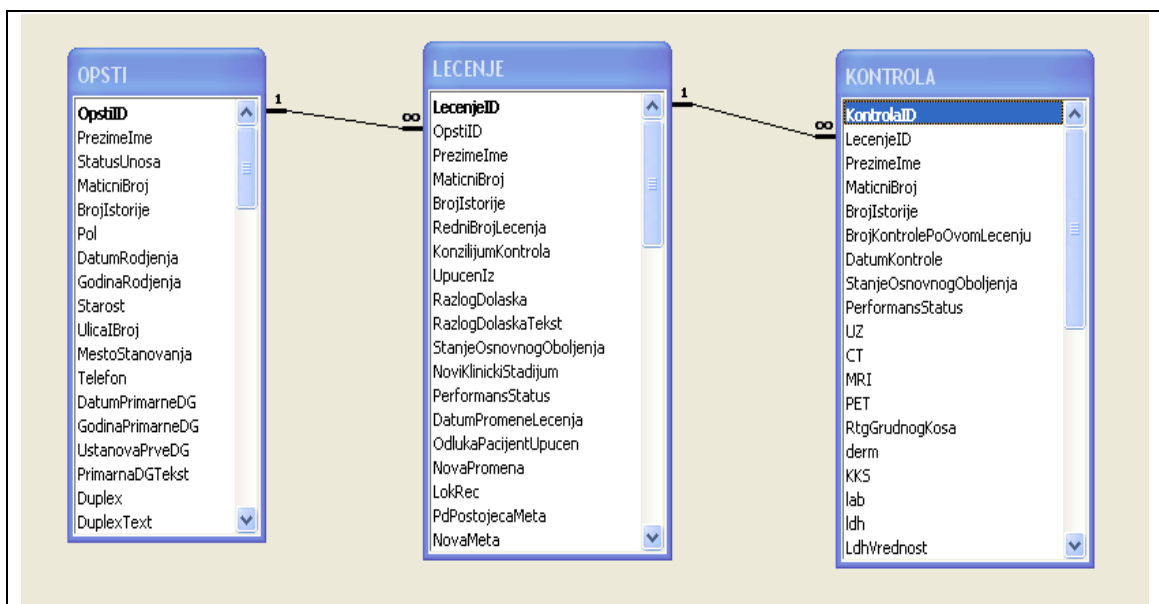 OPSTI
OpstiID
PrezimeIme
StatusUnosa
MaticniBroj
BrojIstorije
Pol
DatumRodjenja
GodinaRodjenja
Starost
UlicaIBroj
MestoStanovanja
Telefon
DatumPrimarneDG
GodinaPrimarneDG
UstanovaPrveDG
PrimarnaDGTekst
Duplex
DuplexText
1
∞
LECENJE
LecenjeID
OpstiID
PrezimeIme
MaticniBroj
BrojIstorije
RedniBrojLecenja
KonzilijumKontrola
UpucenIz
RazlogDolaska
RazlogDolaskaTekst
StanjeOsnovnogOboljenja
NoviKlinickiStadijum
PerformansStatus
DatumPromeneLecenja
OdlukaPacijentUpucen
NovaPromena
LokRec
PdPostojecaMeta
NovaMeta
1
∞
KONTROLA
KontrolaID
LecenjeID
PrezimeIme
MaticniBroj
BrojIstorije
BrojKontrolePoOvomLecenju
DatumKontrole
StanjeOsnovnogOboljenja
PerformansStatus
UZ
CT
MRI
PET
RtgGrudnogKosa
derm
KKS
lab
ldh
LdhVrednost